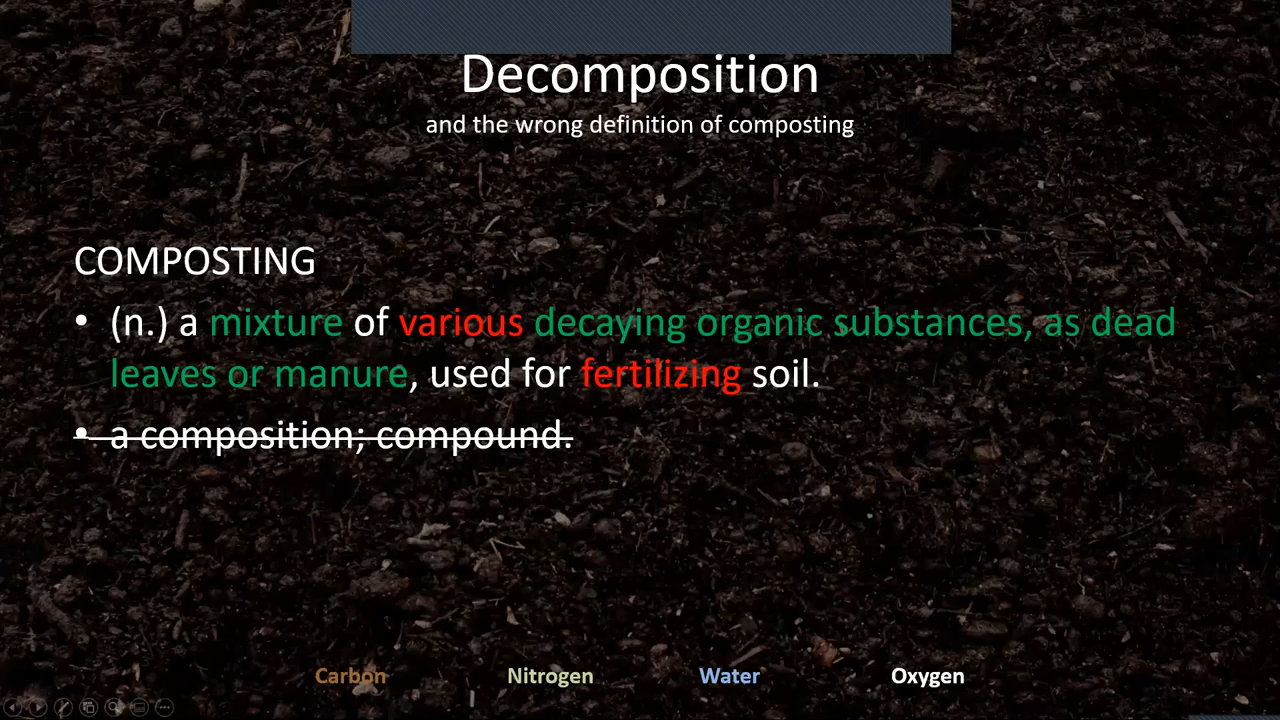 Decomposition
and the wrong definition of composting
COMPOSTING
• (n.) a mixture of various decaying organic substances, as dead
leaves or manure, used for fertilizing soil.
• a composition; compound.
Carbon Nitrogen Water Oxygen